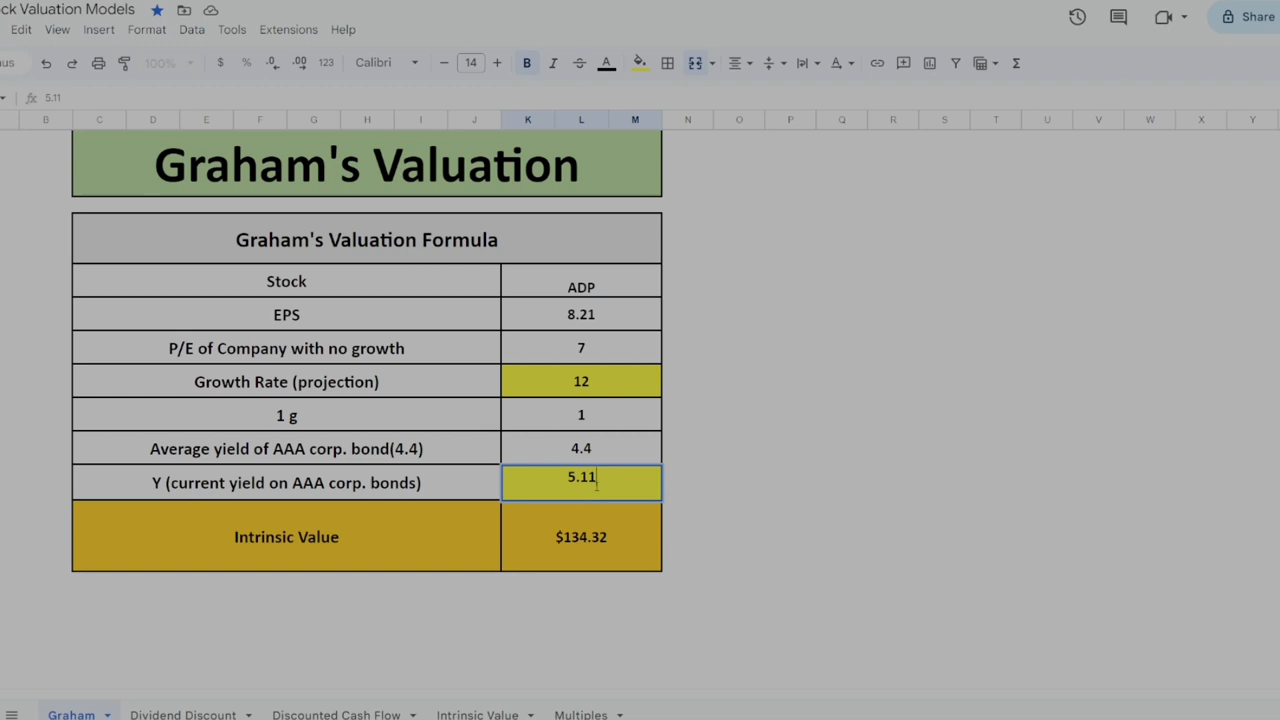 ck Valuation Models
Edit View Insert Format Data Tools Extensions Help
Share
nus 100% $ % .0 .00 123 Calibri 14 B I A
fx 5.11
B C D E F G H I J K L M N O P Q R S T U V W X Y
Graham's Valuation
Graham's Valuation Formula
Stock ADP
EPS 8.21
P/E of Company with no growth 7
Growth Rate (projection) 12
1 g 1
Average yield of AAA corp. bond(4.4) 4.4
Y (current yield on AAA corp. bonds) 5.11
Intrinsic Value $134.32
Graham Dividend Discount Discounted Cash Flow Intrinsic Value Multiples